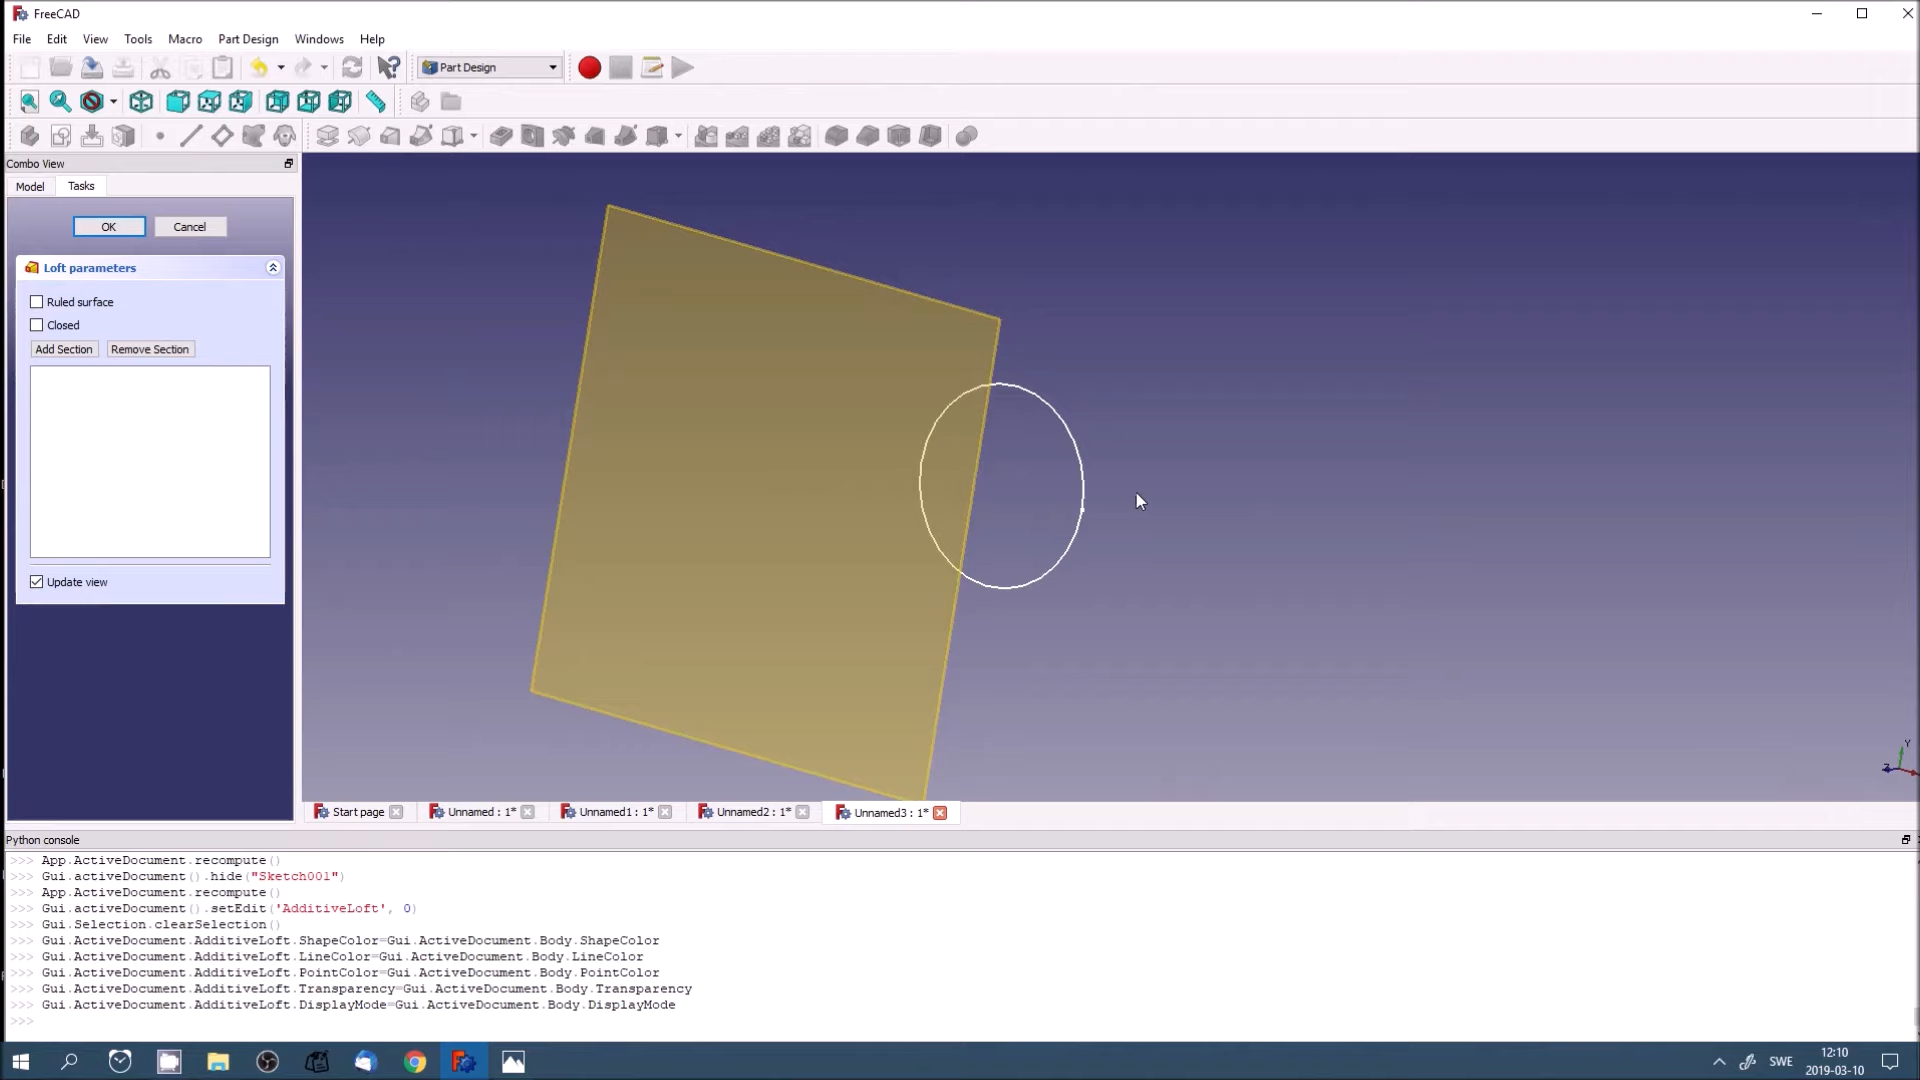 FreeCAD
File Edit View Tools Macro Part Design Windows Help
Part Design
Combo View
Model Tasks
OK Cancel
Loft parameters
Ruled surface
Closed
Add Section Remove Section
Update view
Y
Z
Start page Unnamed : 1* Unnamed1 : 1* Unnamed2 : 1* Unnamed3 : 1*
Python console
>>> App.ActiveDocument.recompute()
>>> Gui.activeDocument().hide("Sketch001")
>>> App.ActiveDocument.recompute()
>>> Gui.activeDocument().setEdit('AdditiveLoft', 0)
>>> Gui.Selection.clearSelection()
>>> Gui.ActiveDocument.AdditiveLoft.ShapeColor=Gui.ActiveDocument.Body.ShapeColor
>>> Gui.ActiveDocument.AdditiveLoft.LineColor=Gui.ActiveDocument.Body.LineColor
>>> Gui.ActiveDocument.AdditiveLoft.PointColor=Gui.ActiveDocument.Body.PointColor
>>> Gui.ActiveDocument.AdditiveLoft.Transparency=Gui.ActiveDocument.Body.Transparency
>>> Gui.ActiveDocument.AdditiveLoft.DisplayMode=Gui.ActiveDocument.Body.DisplayMode
>>>
SWE
12:10
2019-03-10